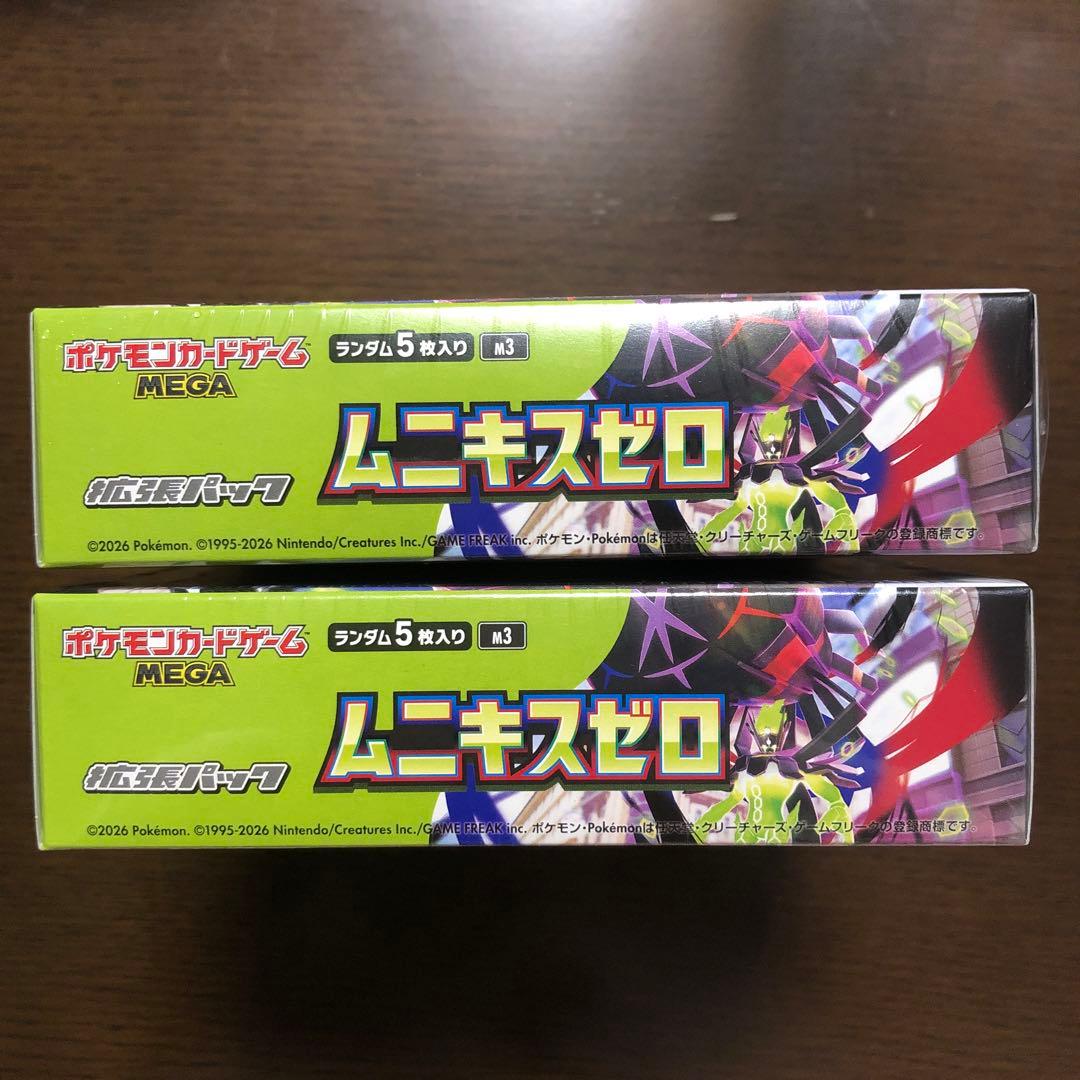 ポケモンカードゲーム™
MEGA
ランダム5枚入り M3
ムニキスゼロ
拡張パック
©2026 Pokémon. ©1995-2026 Nintendo/Creatures Inc./GAME FREAK inc. ポケモン・Pokémonは任天堂・クリーチャーズ・ゲームフリークの登録商標です。
ポケモンカードゲーム™
MEGA
ランダム5枚入り M3
ムニキスゼロ
拡張パック
©2026 Pokémon. ©1995-2026 Nintendo/Creatures Inc./GAME FREAK inc. ポケモン・Pokémonは任天堂・クリーチャーズ・ゲームフリークの登録商標です。